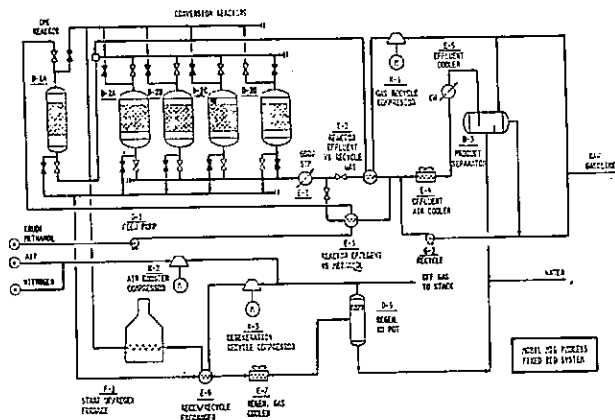 CONVERSION REACTORS
DME
REACTOR
D-1A
D-2A
D-2B
D-2C
D-2D
K-1
GAS RECYCLE
COMPRESSOR
E-5
EFFLUENT
COOLER
CW
E-2
REACTOR
EFFLUENT
VS RECYCLE
GAS
D-3
PRODUCT
SEPARATOR
RAW
GASOLINE
E-1
E-4
EFFLUENT
AIR COOLER
CRUDE
METHANOL
FEED PUMP
E-3
REACTOR EFFLUENT
VS METHANOL
G-2
RECYCLE
AIR
K-2
AIR BOOSTER
COMPRESSOR
OFF GAS
TO STACK
WATER
NITROGEN
K-3
REGENERATION
RECYCLE COMPRESSOR
D-5
REGEN.
KO POT
MOBIL MTG PROCESS
FIXED BED SYSTEM
F-1
START UP/REGEN
FURNACE
E-6
REGEN/RECYCLE
EXCHANGER
E-7
REGEN. GAS
COOLER